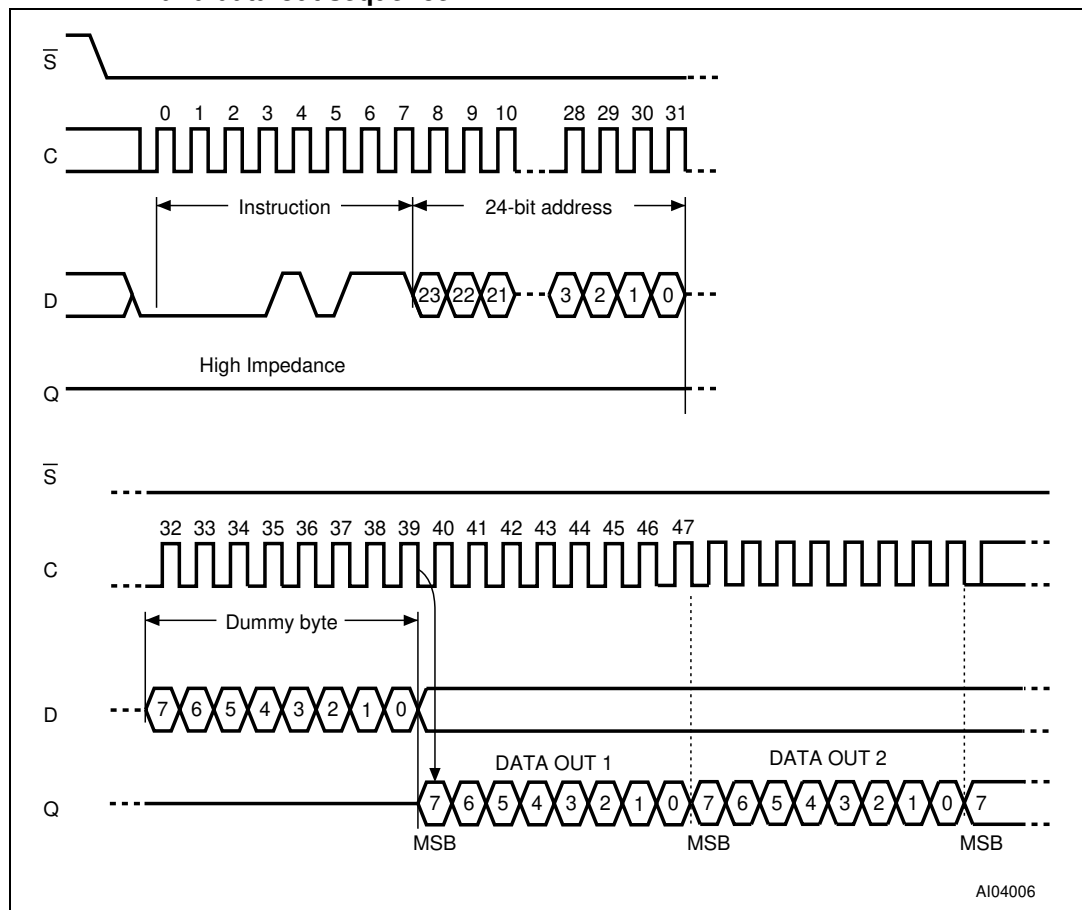 S
0 1 2 3 4 5 6 7 8 9 10 28 29 30 31
C
Instruction 24-bit address
D 23 22 21 3 2 1 0
High Impedance
Q
S
32 33 34 35 36 37 38 39 40 41 42 43 44 45 46 47
C
Dummy byte
D 7 6 5 4 3 2 1 0
DATA OUT 1 DATA OUT 2
Q 7 6 5 4 3 2 1 0 7 6 5 4 3 2 1 0 7
MSB MSB MSB
AI04006